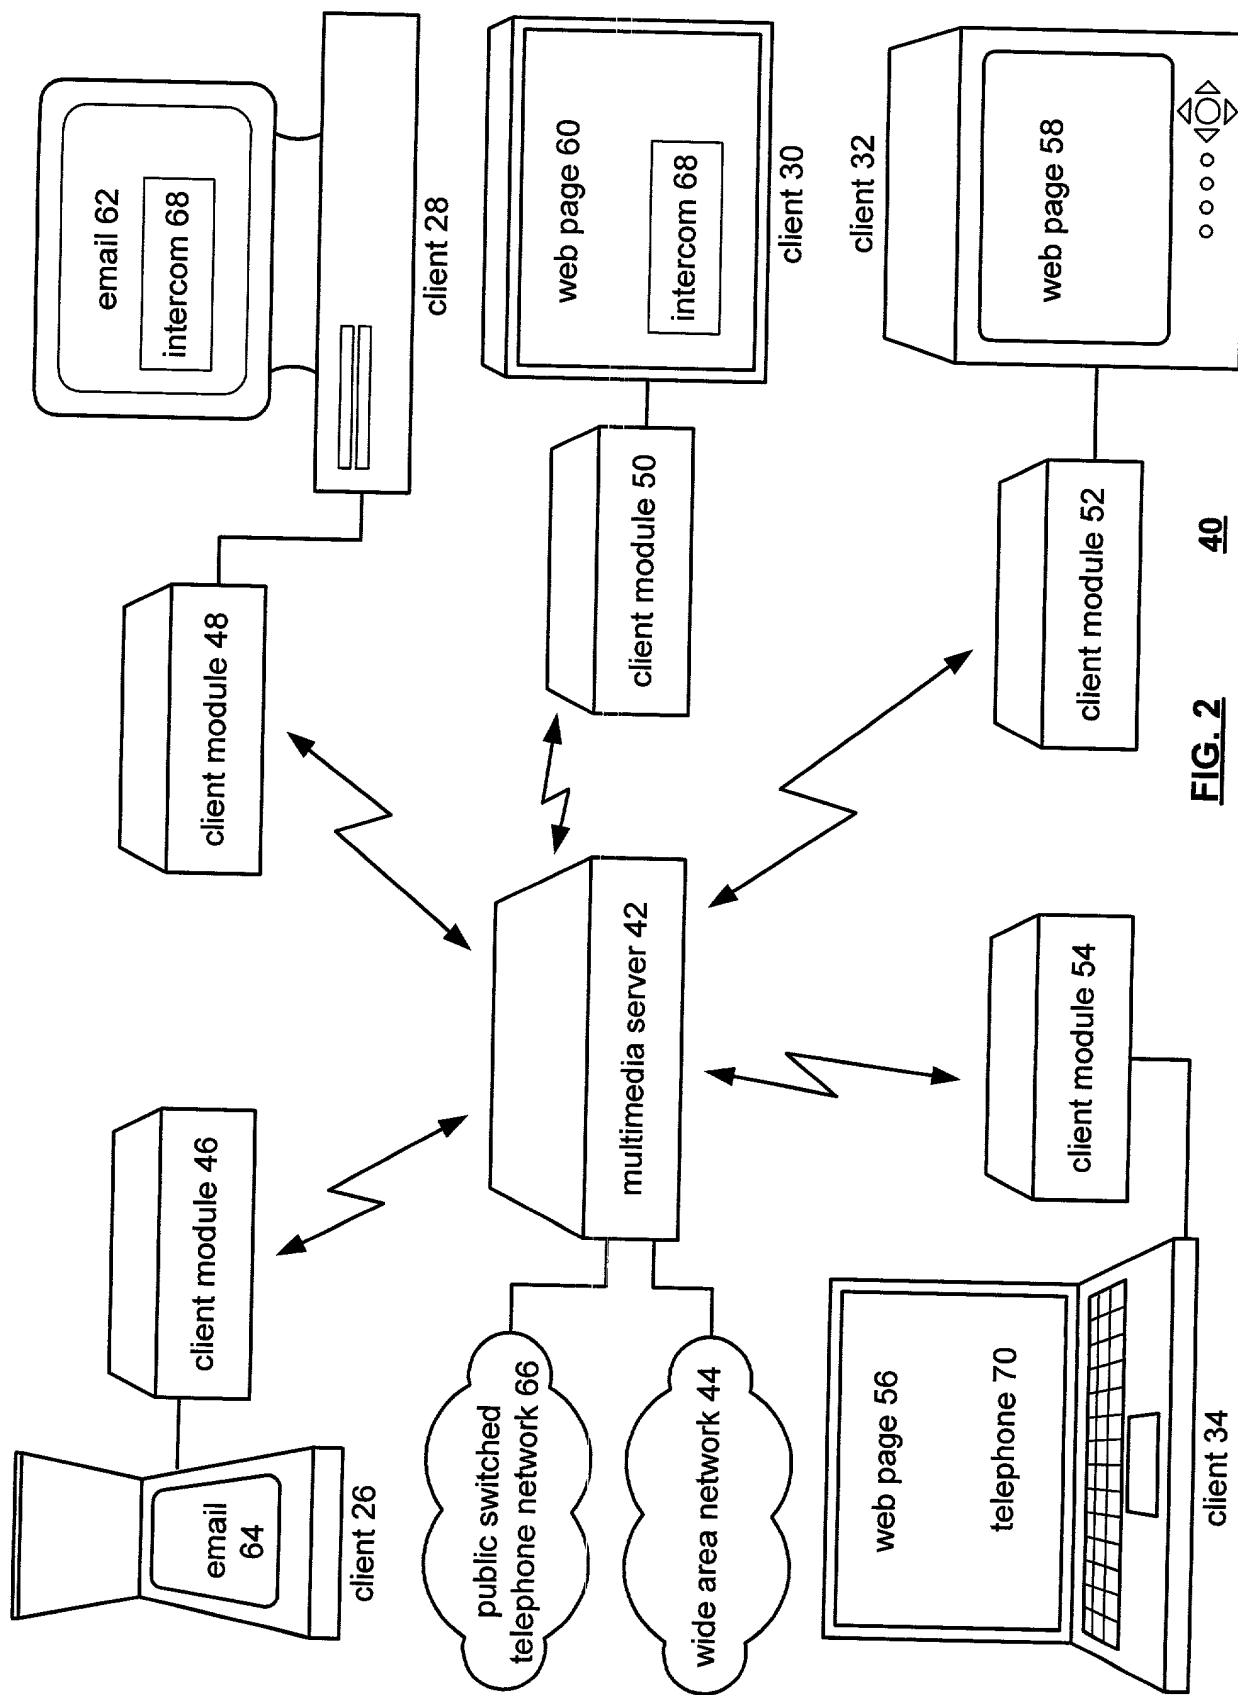 email
64
client 26
client module 46
client module 48
email 62
intercom 68
client 28
public switched
telephone network 66
wide area network 44
multimedia server 42
client module 50
web page 60
intercom 68
client 30
web page 56
telephone 70
client 34
client module 54
client module 52
client 32
web page 58
FIG. 2
40